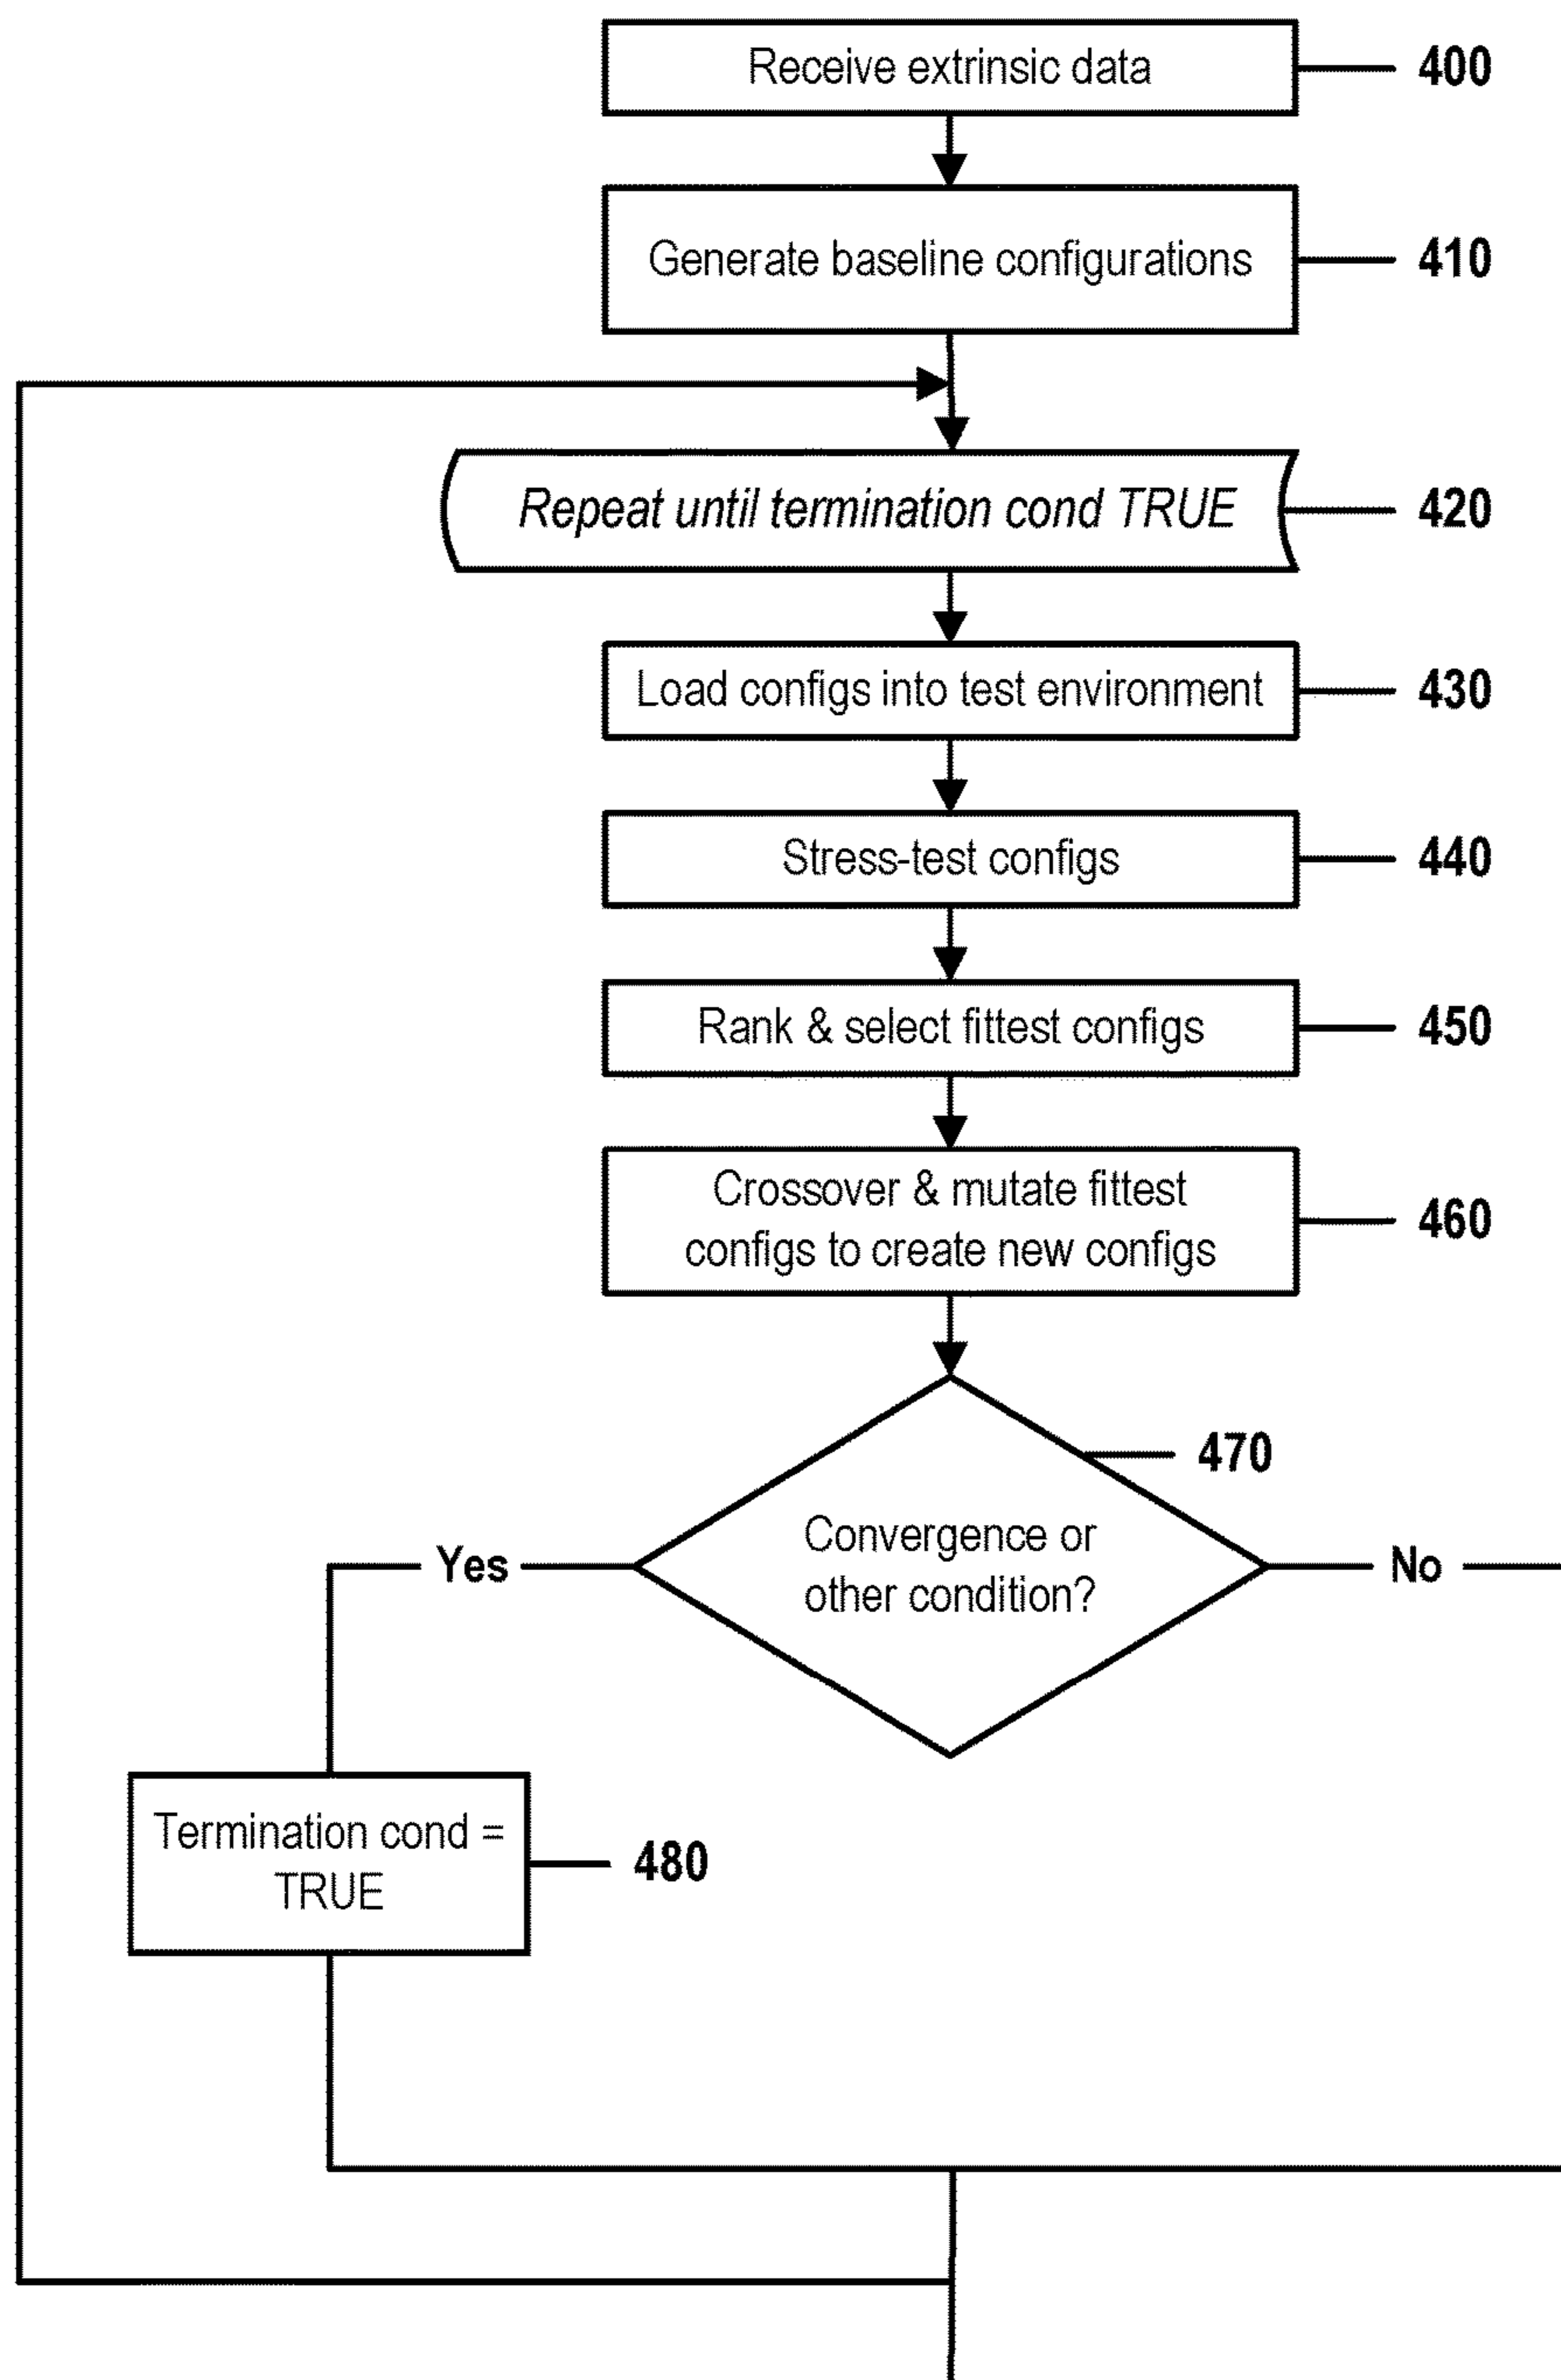 Receive extrinsic data
400
Generate baseline configurations
410
Repeat until termination cond TRUE
420
Load configs into test environment
430
Stress-test configs
440
Rank & select fittest configs
450
Crossover & mutate fittest
configs to create new configs
460
470
Convergence or
other condition?
Yes
No
Termination cond =
TRUE
480